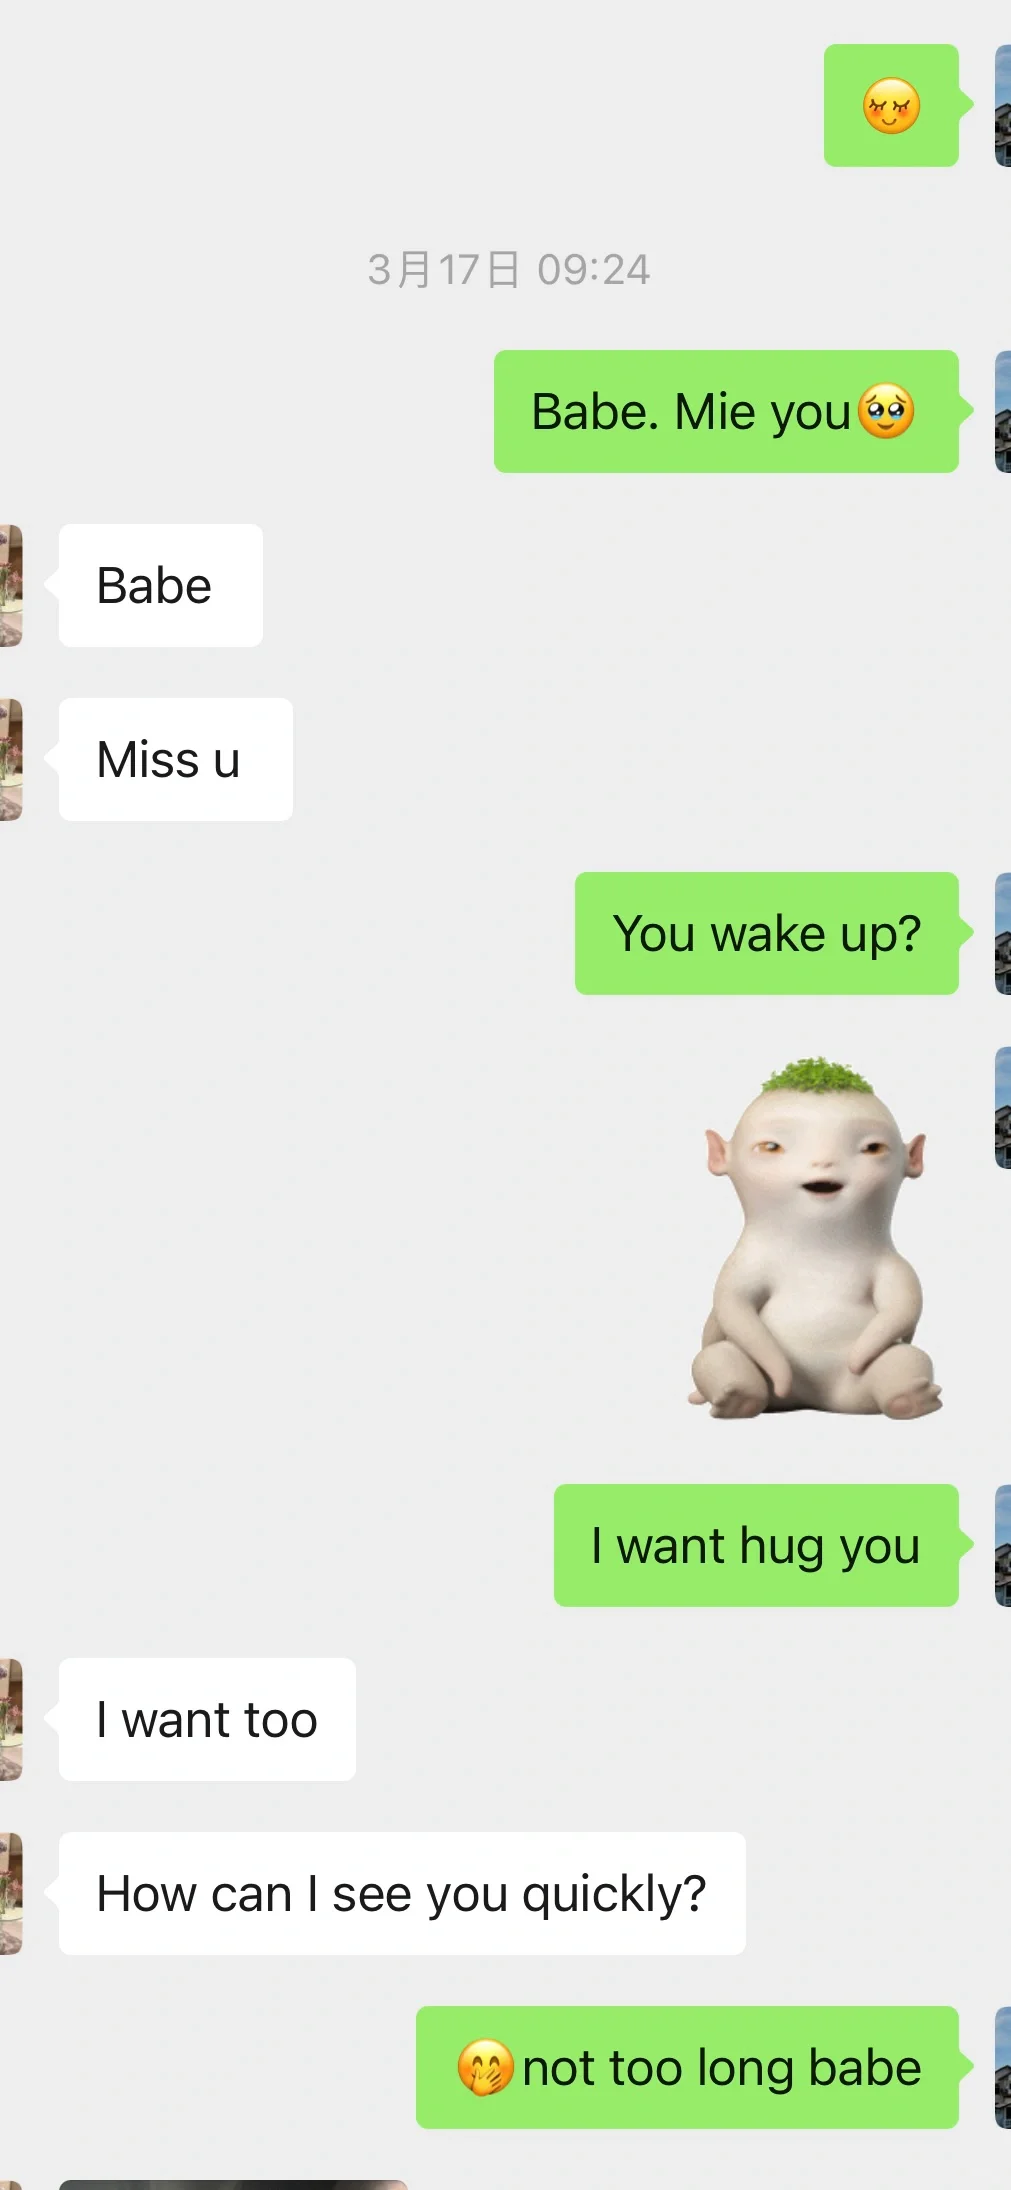 3月17日 09:24
Babe. Mie you🥹
Babe
Miss u
You wake up?
I want hug you
I want too
How can I see you quickly?
🤭not too long babe